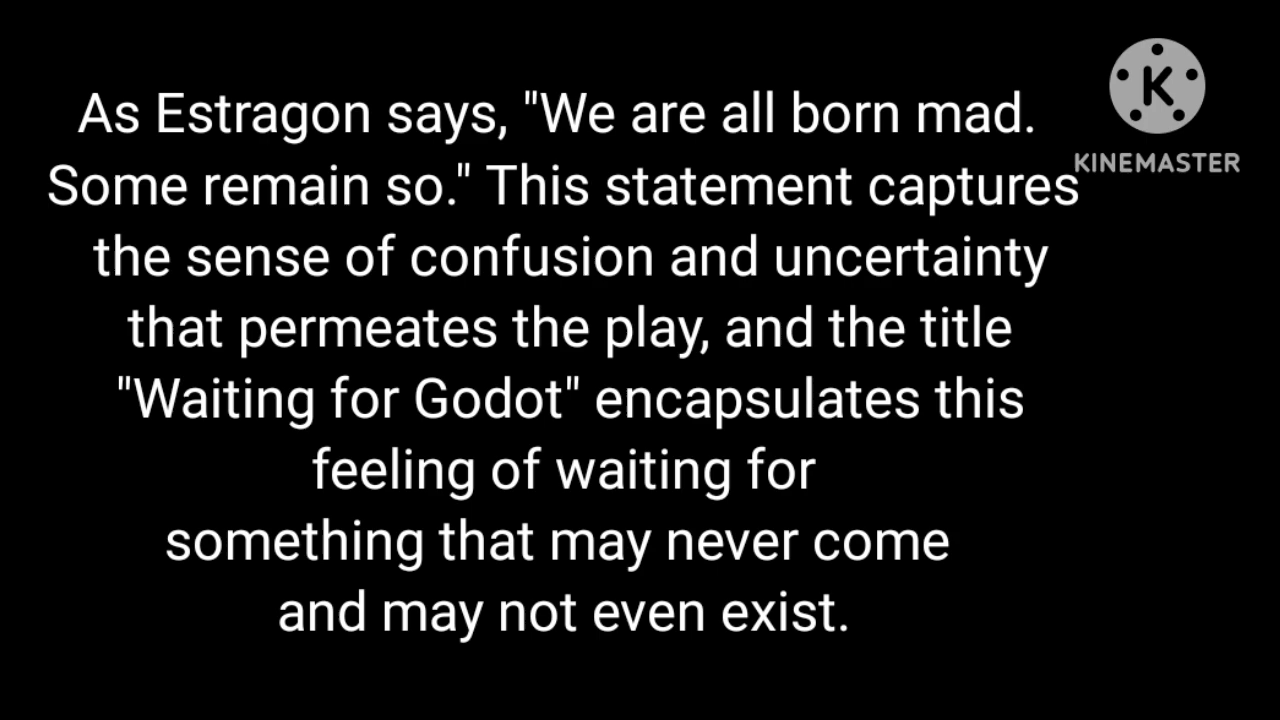 As Estragon says, "We are all born mad.
Some remain so." This statement captures
the sense of confusion and uncertainty
that permeates the play, and the title
"Waiting for Godot" encapsulates this
feeling of waiting for
something that may never come
and may not even exist.
K
KINEMASTER